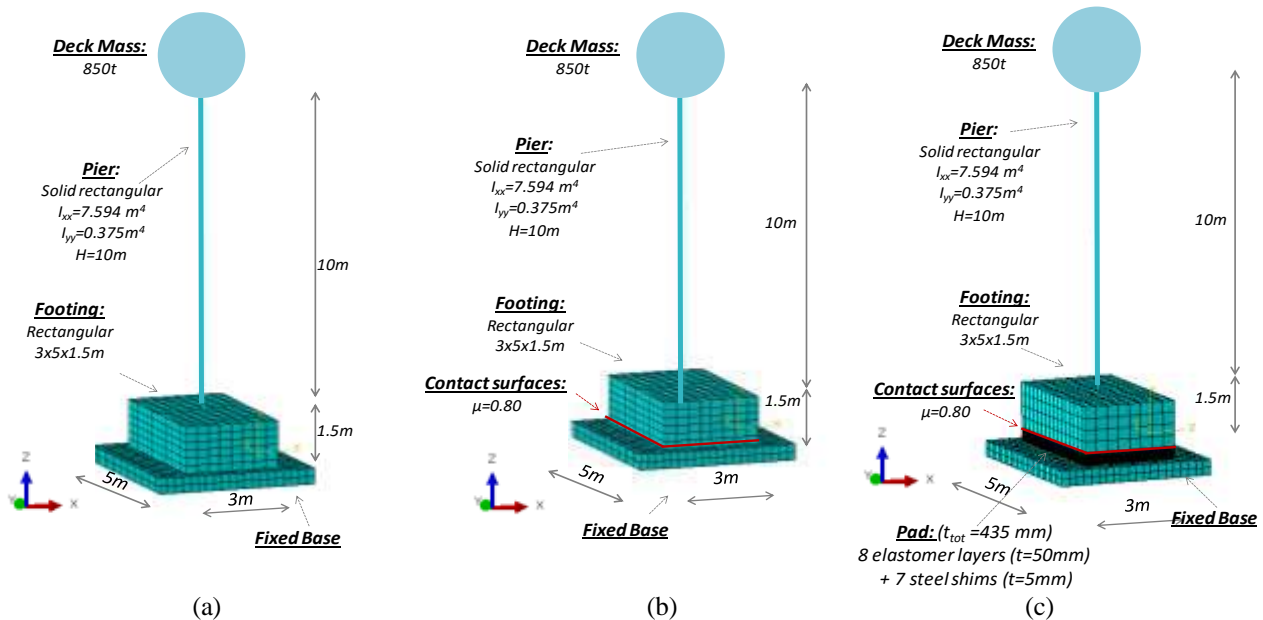 Deck Mass:
850t
Pier:
Solid rectangular
Ixx=7.594 m⁴
Iyy=0.375m⁴
H=10m
10m
Footing:
Rectangular
3x5x1.5m
1.5m
Z
Y
X
5m
3m
Fixed Base
(a)
Deck Mass:
850t
Pier:
Solid rectangular
Ixx=7.594 m⁴
Iyy=0.375m⁴
H=10m
10m
Footing:
Rectangular
3x5x1.5m
Contact surfaces:
μ=0.80
1.5m
Z
Y
X
5m
3m
Fixed Base
(b)
Deck Mass:
850t
Pier:
Solid rectangular
Ixx=7.594 m⁴
Iyy=0.375m⁴
H=10m
10m
Footing:
Rectangular
3x5x1.5m
Contact surfaces:
μ=0.80
1.5m
Z
Y
X
5m
3m
Fixed Base
Pad: (ttot =435 mm)
8 elastomer layers (t=50mm)
+ 7 steel shims (t=5mm)
(c)